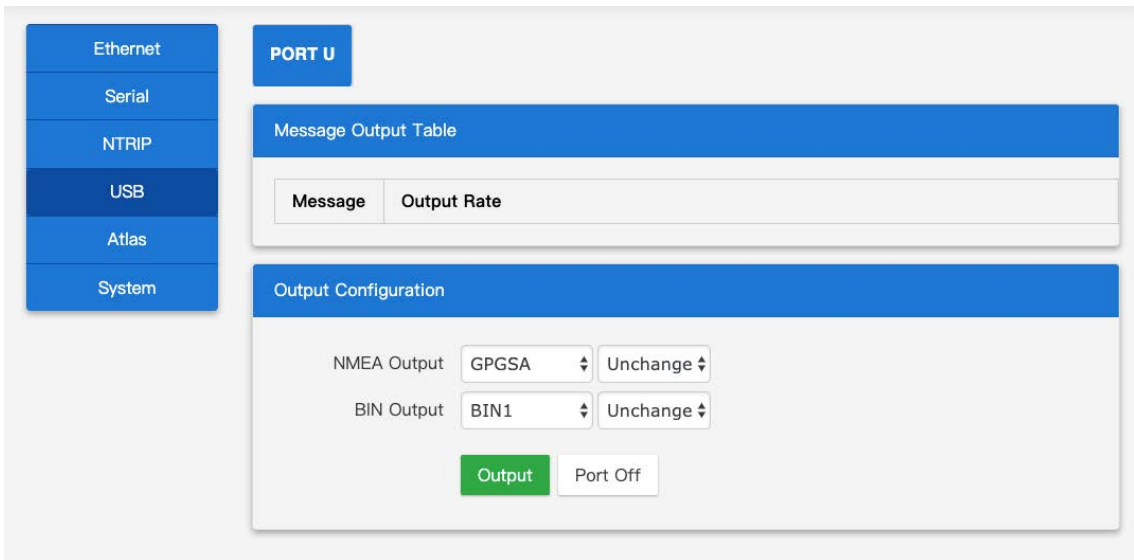 Ethernet
Serial
NTRIP
USB
Atlas
System
PORT U
Message Output Table
Message Output Rate
Output Configuration
NMEA Output GPGSA Unchange
BIN Output BIN1 Unchange
Output Port Off